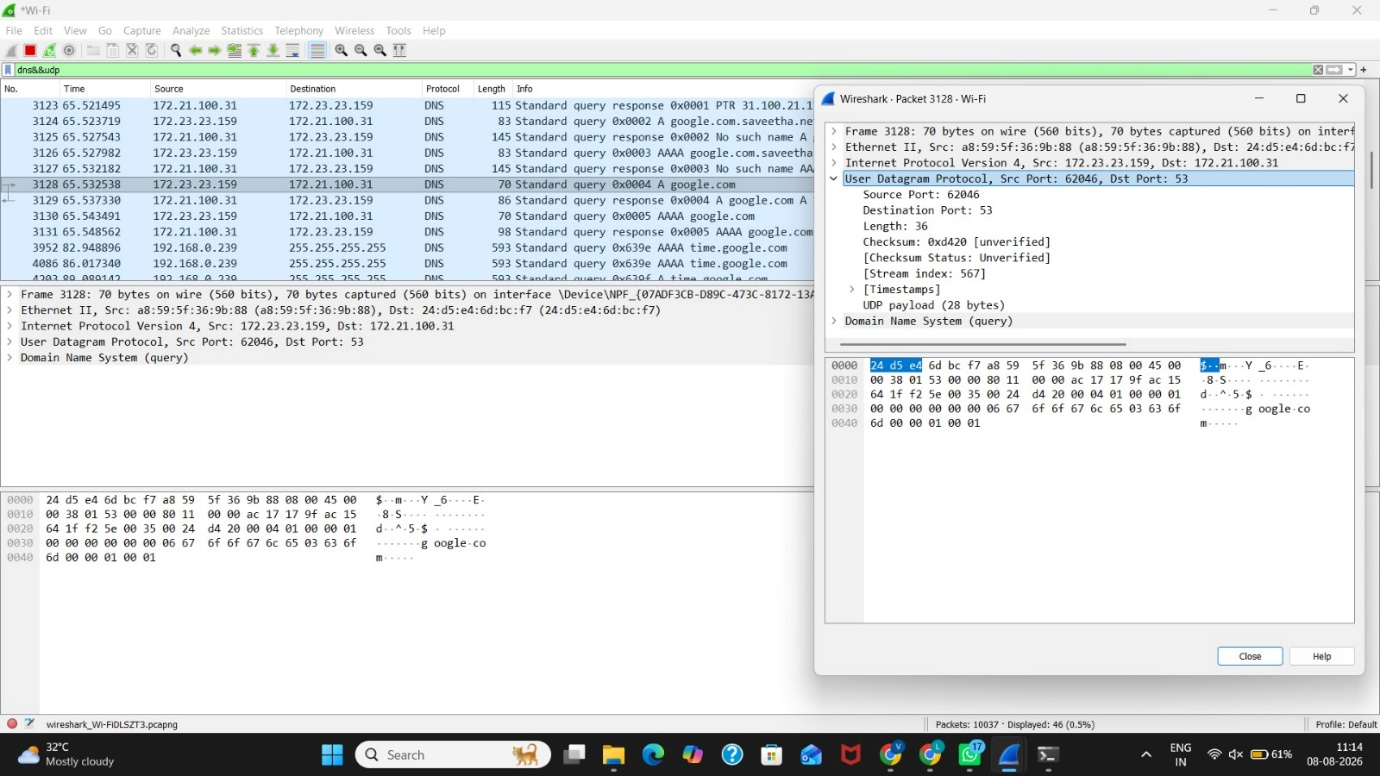 *Wi-Fi
File Edit View Go Capture Analyze Statistics Telephony Wireless Tools Help
dns&&udp
No. Time Source Destination Protocol Length Info
3123 65.521495 172.21.100.31 172.23.23.159 DNS 115 Standard query response 0x0001 PTR 31.100.21.1
3124 65.523719 172.23.23.159 172.21.100.31 DNS 83 Standard query 0x0002 A google.com.saveetha.ne
3125 65.527543 172.21.100.31 172.23.23.159 DNS 145 Standard query response 0x0002 No such name A g
3126 65.527982 172.23.23.159 172.21.100.31 DNS 83 Standard query 0x0003 AAAA google.com.saveetha
3127 65.532182 172.21.100.31 172.23.23.159 DNS 145 Standard query response 0x0003 No such name AA
3128 65.532538 172.23.23.159 172.21.100.31 DNS 70 Standard query 0x0004 A google.com
3129 65.537330 172.21.100.31 172.23.23.159 DNS 86 Standard query response 0x0004 A google.com A
3130 65.543491 172.23.23.159 172.21.100.31 DNS 70 Standard query 0x0005 AAAA google.com
3131 65.548562 172.21.100.31 172.23.23.159 DNS 98 Standard query response 0x0005 AAAA google.com
3952 82.948896 192.168.0.239 255.255.255.255 DNS 593 Standard query 0x639e AAAA time.google.com
4086 86.017340 192.168.0.239 255.255.255.255 DNS 593 Standard query 0x639e AAAA time.google.com
4203 89.089142 192.168.0.239 255.255.255.255 DNS 593 Standard query 0x639f A time.google.com
Frame 3128: 70 bytes on wire (560 bits), 70 bytes captured (560 bits) on interface \Device\NPF_{07ADF3CB-D89C-473C-8172-13A
Ethernet II, Src: a8:59:5f:36:9b:88 (a8:59:5f:36:9b:88), Dst: 24:d5:e4:6d:bc:f7 (24:d5:e4:6d:bc:f7)
Internet Protocol Version 4, Src: 172.23.23.159, Dst: 172.21.100.31
User Datagram Protocol, Src Port: 62046, Dst Port: 53
Domain Name System (query)
0000 24 d5 e4 6d bc f7 a8 59 5f 36 9b 88 08 00 45 00 $··m···Y _6····E·
0010 00 38 01 53 00 00 80 11 00 00 ac 17 17 9f ac 15 ·8·S···· ········
0020 64 1f f2 5e 00 35 00 24 d4 20 00 04 01 00 00 01 d··^·5·$ · ······
0030 00 00 00 00 00 00 06 67 6f 6f 67 6c 65 03 63 6f ·······g oogle·co
0040 6d 00 00 01 00 01 m·····
Wireshark · Packet 3128 · Wi-Fi
Frame 3128: 70 bytes on wire (560 bits), 70 bytes captured (560 bits) on interf
Ethernet II, Src: a8:59:5f:36:9b:88 (a8:59:5f:36:9b:88), Dst: 24:d5:e4:6d:bc:f7
Internet Protocol Version 4, Src: 172.23.23.159, Dst: 172.21.100.31
User Datagram Protocol, Src Port: 62046, Dst Port: 53
Source Port: 62046
Destination Port: 53
Length: 36
Checksum: 0xd420 [unverified]
[Checksum Status: Unverified]
[Stream index: 567]
[Timestamps]
UDP payload (28 bytes)
Domain Name System (query)
0000 24 d5 e4 6d bc f7 a8 59 5f 36 9b 88 08 00 45 00 $··m···Y _6····E·
0010 00 38 01 53 00 00 80 11 00 00 ac 17 17 9f ac 15 ·8·S···· ········
0020 64 1f f2 5e 00 35 00 24 d4 20 00 04 01 00 00 01 d··^·5·$ · ······
0030 00 00 00 00 00 00 06 67 6f 6f 67 6c 65 03 63 6f ·······g oogle·co
0040 6d 00 00 01 00 01 m·····
Close Help
wireshark_Wi-FiDLSZT3.pcapng Packets: 10037 · Displayed: 46 (0.5%) Profile: Default
32°C
Mostly cloudy
Search
17
ENG
IN
61%
11:14
08-08-2026